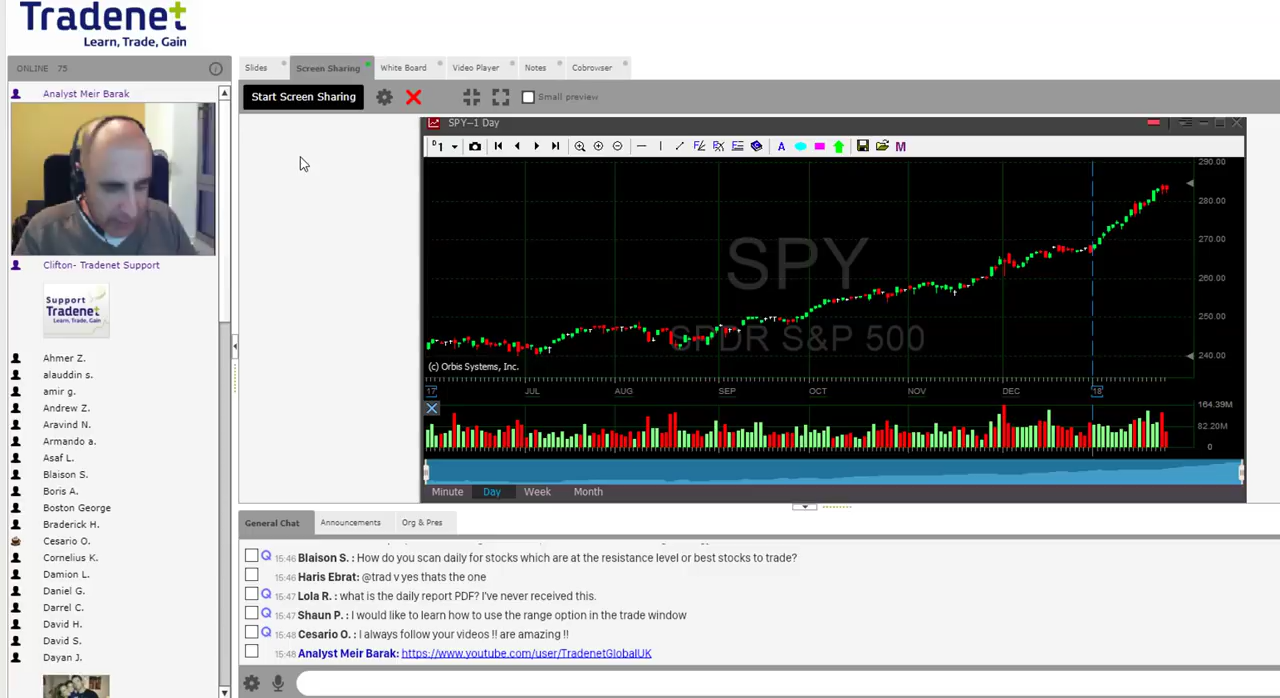 Tradenet
Learn, Trade, Gain
ONLINE 75
Slides
Screen Sharing
White Board
Video Player
Notes
Cobrowser
Analyst Meir Barak
Start Screen Sharing
Small preview
SPY–1 Day
D1
A
M
290.00
280.00
270.00
260.00
250.00
240.00
SPY
SPDR S&P 500
(c) Orbis Systems, Inc.
17
JUL
AUG
SEP
OCT
NOV
DEC
18
164.39M
82.20M
0
Minute
Day
Week
Month
Clifton- Tradenet Support
Support
Tradenet
Learn, Trade, Gain
Ahmer Z.
alauddin s.
amir g.
Andrew Z.
Aravind N.
Armando a.
Asaf L.
Blaison S.
Boris A.
Boston George
Braderick H.
Cesario O.
Cornelius K.
Damion L.
Daniel G.
Darrel C.
David H.
David S.
Dayan J.
General Chat
Announcements
Org & Pres
Q 15:46 Blaison S. : How do you scan daily for stocks which are at the resistance level or best stocks to trade?
15:46 Haris Ebrat: @trad v yes thats the one
Q 15:47 Lola R. : what is the daily report PDF? I've never received this.
Q 15:47 Shaun P. : I would like to learn how to use the range option in the trade window
Q 15:48 Cesario O. : I always follow your videos !! are amazing !!
15:48 Analyst Meir Barak: https://www.youtube.com/user/TradenetGlobalUK